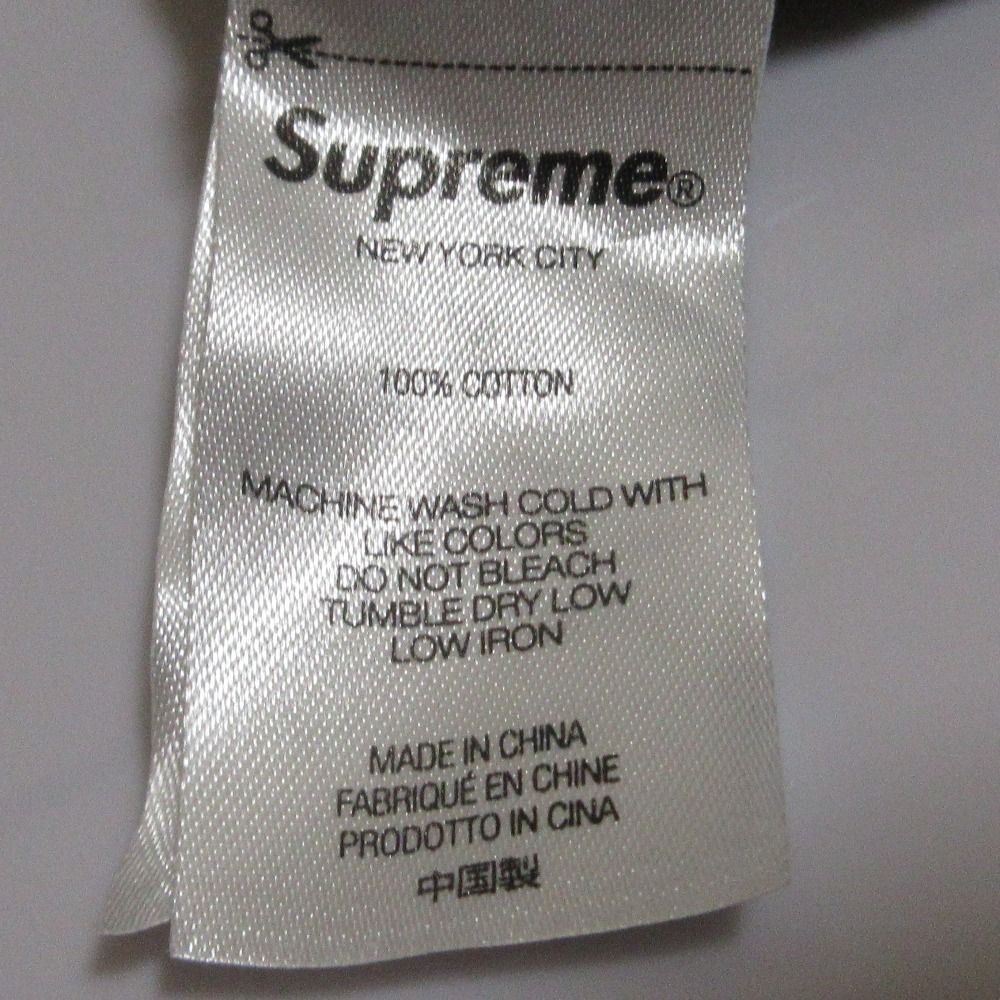 Supreme®
NEW YORK CITY
100% COTTON
MACHINE WASH COLD WITH
LIKE COLORS
DO NOT BLEACH
TUMBLE DRY LOW
LOW IRON
MADE IN CHINA
FABRIQUÉ EN CHINE
PRODOTTO IN CINA
中国製